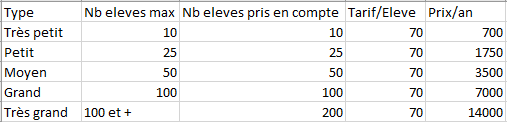 Type Nb eleves max Nb eleves pris en compte Tarif/Eleve Prix/an
Très petit 10 10 70 700
Petit 25 25 70 1750
Moyen 50 50 70 3500
Grand 100 100 70 7000
Très grand 100 et + 200 70 14000